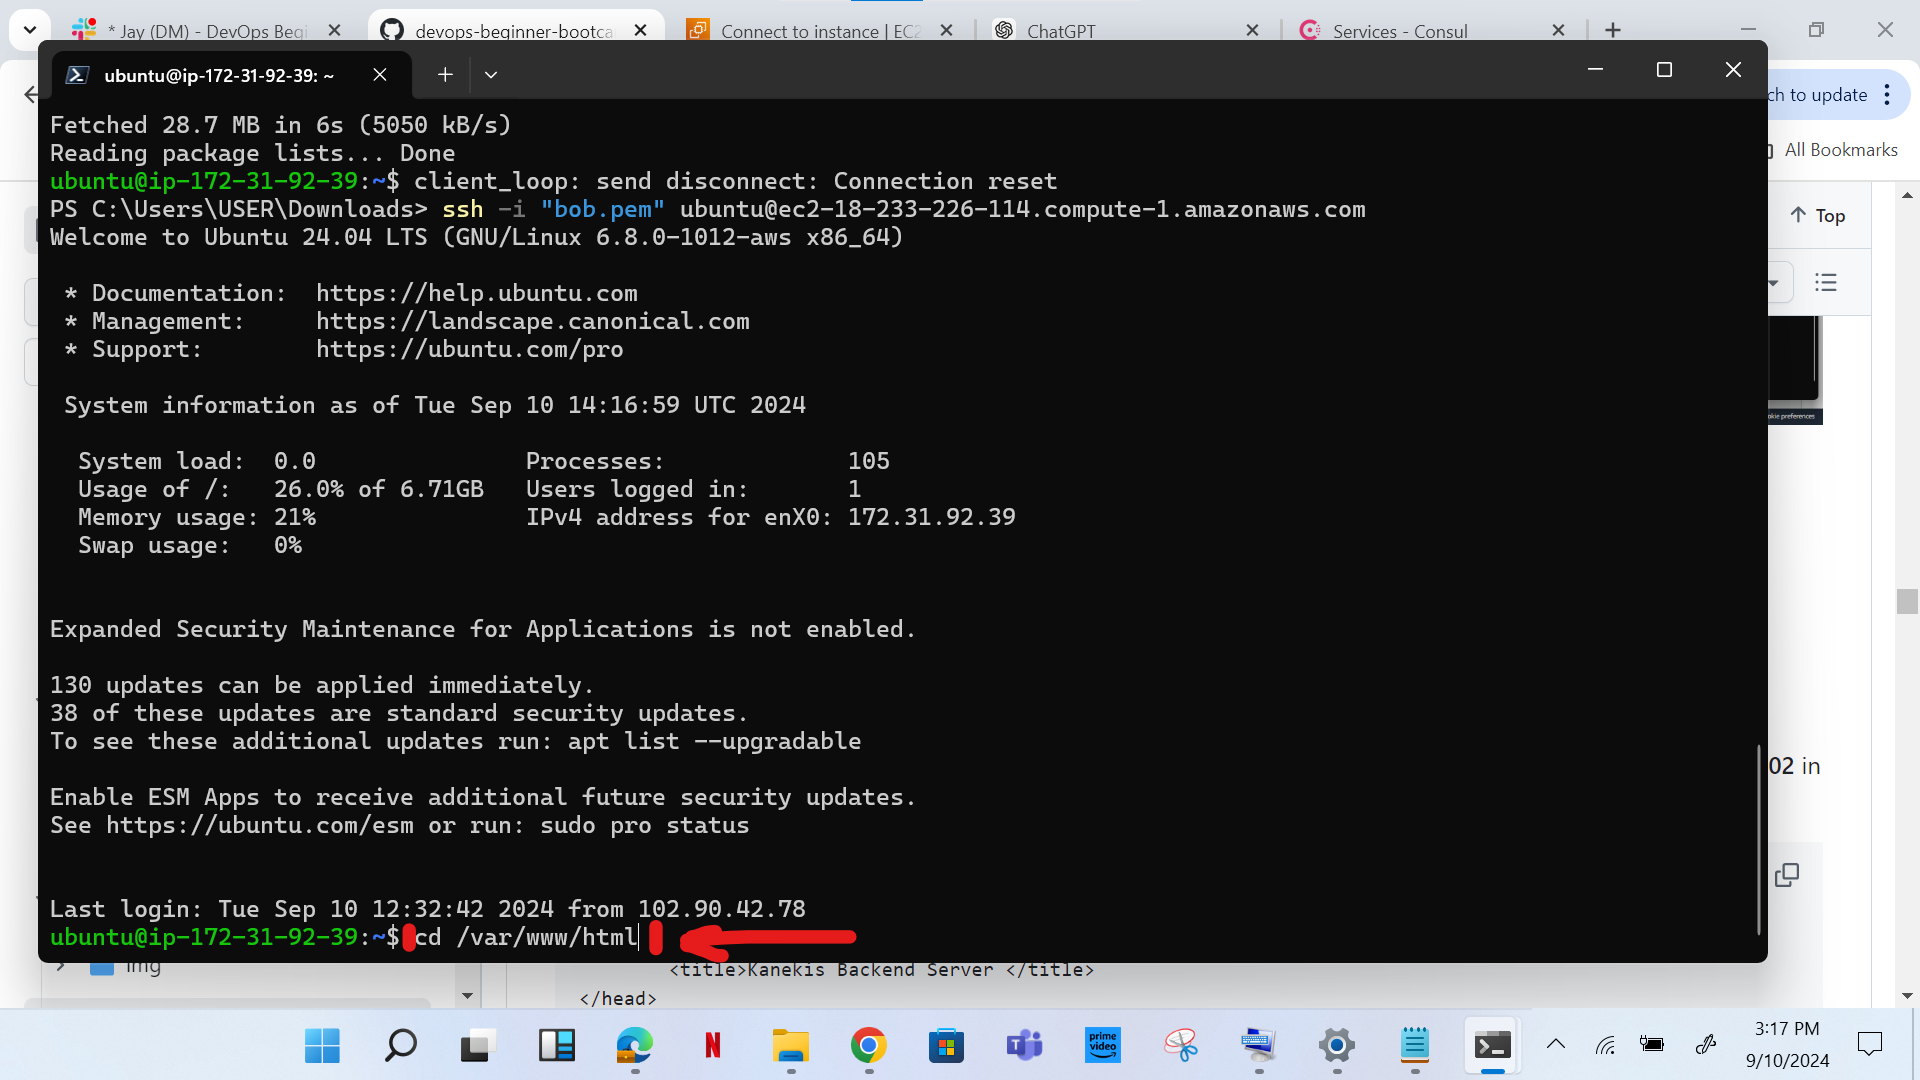 * Jay (DM) - DevOps Begi
devops-beginner-bootca
Connect to instance | EC2
ChatGPT
Services - Consul
ubuntu@ip-172-31-92-39: ~
ch to update
All Bookmarks
Top
Fetched 28.7 MB in 6s (5050 kB/s)
Reading package lists... Done
ubuntu@ip-172-31-92-39:~$ client_loop: send disconnect: Connection reset
PS C:\Users\USER\Downloads> ssh -i "bob.pem" ubuntu@ec2-18-233-226-114.compute-1.amazonaws.com
Welcome to Ubuntu 24.04 LTS (GNU/Linux 6.8.0-1012-aws x86_64)
* Documentation:  https://help.ubuntu.com
* Management:     https://landscape.canonical.com
* Support:        https://ubuntu.com/pro
System information as of Tue Sep 10 14:16:59 UTC 2024
System load:  0.0               Processes:             105
Usage of /:   26.0% of 6.71GB   Users logged in:       1
Memory usage: 21%               IPv4 address for enX0: 172.31.92.39
Swap usage:   0%
Expanded Security Maintenance for Applications is not enabled.
130 updates can be applied immediately.
38 of these updates are standard security updates.
To see these additional updates run: apt list --upgradable
Enable ESM Apps to receive additional future security updates.
See https://ubuntu.com/esm or run: sudo pro status
Last login: Tue Sep 10 12:32:42 2024 from 102.90.42.78
ubuntu@ip-172-31-92-39:~$ cd /var/www/html
okie preferences
02 in
img
<title>Kanekis Backend Server </title>
</head>
prime video
3:17 PM
9/10/2024